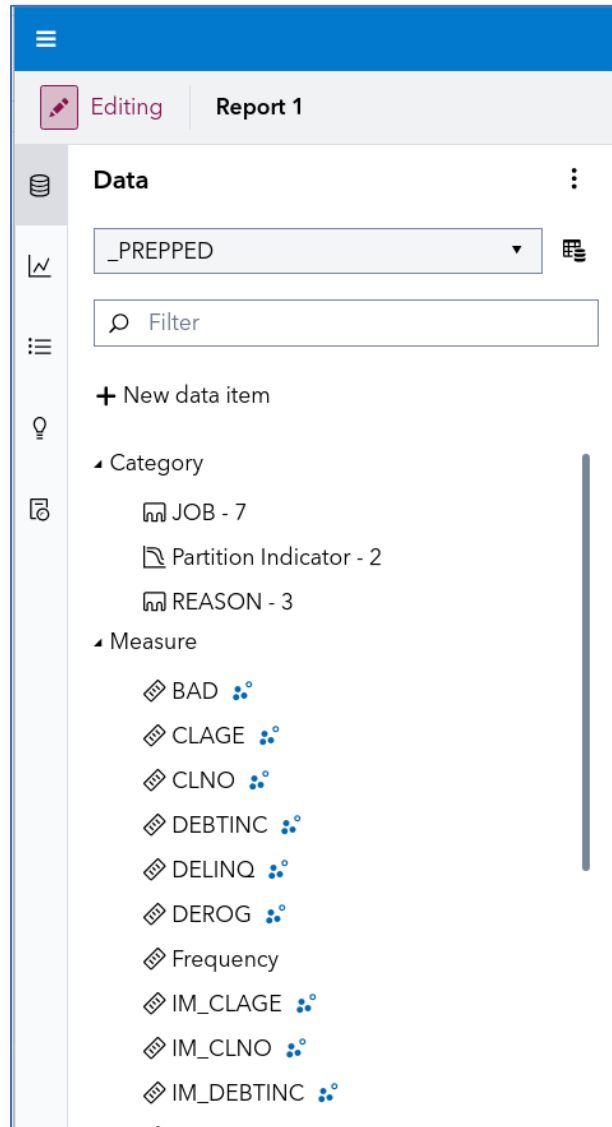 Editing Report 1
Data
_PREPPED
Filter
+ New data item
Category
JOB - 7
Partition Indicator - 2
REASON - 3
Measure
BAD
CLAGE
CLNO
DEBTINC
DELINQ
DEROG
Frequency
IM_CLAGE
IM_CLNO
IM_DEBTINC